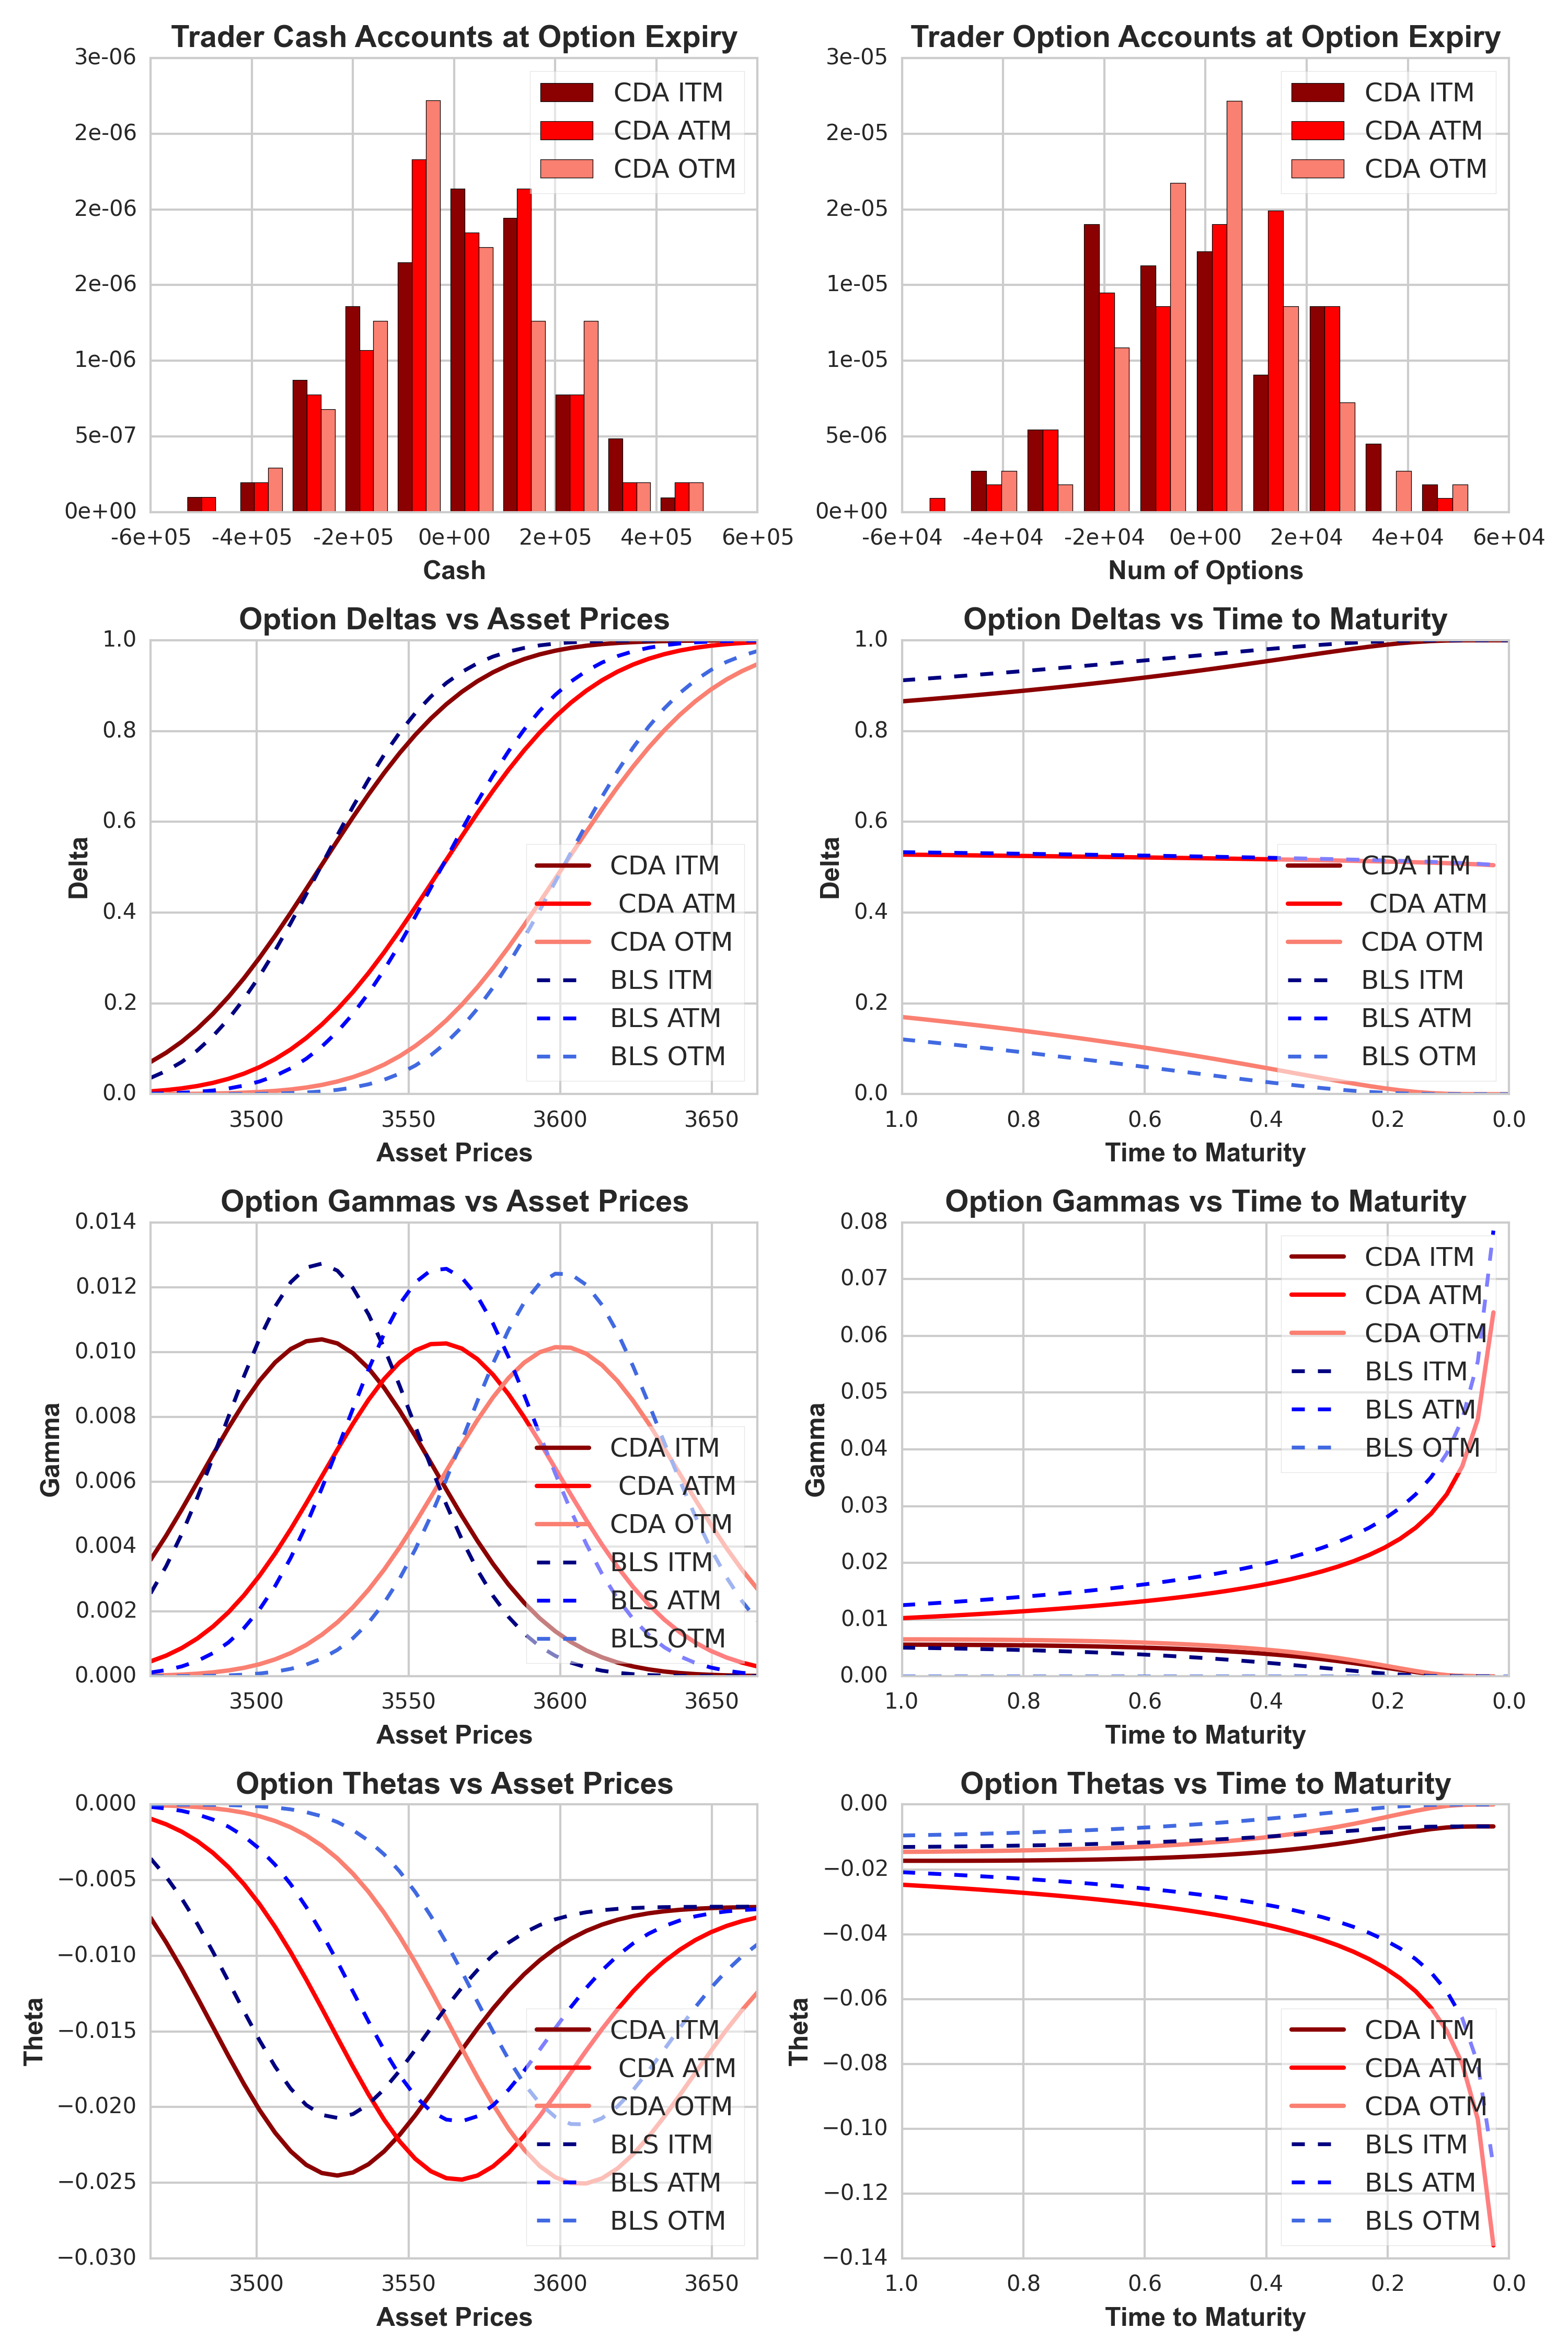 Trader Cash Accounts at Option Expiry
3e-06
2e-06
2e-06
2e-06
1e-06
5e-07
0e+00
CDA ITM
CDA ATM
CDA OTM
-6e+05 -4e+05 -2e+05 0e+00 2e+05 4e+05 6e+05
Cash
Trader Option Accounts at Option Expiry
3e-05
2e-05
2e-05
1e-05
1e-05
5e-06
0e+00
CDA ITM
CDA ATM
CDA OTM
-6e+04 -4e+04 -2e+04 0e+00 2e+04 4e+04 6e+04
Num of Options
Option Deltas vs Asset Prices
1.0
0.8
0.6
0.4
0.2
0.0
Delta
CDA ITM
CDA ATM
CDA OTM
BLS ITM
BLS ATM
BLS OTM
3500 3550 3600 3650
Asset Prices
Option Deltas vs Time to Maturity
1.0
0.8
0.6
0.4
0.2
0.0
Delta
CDA ITM
CDA ATM
CDA OTM
BLS ITM
BLS ATM
BLS OTM
1.0 0.8 0.6 0.4 0.2 0.0
Time to Maturity
Option Gammas vs Asset Prices
0.014
0.012
0.010
0.008
0.006
0.004
0.002
0.000
Gamma
CDA ITM
CDA ATM
CDA OTM
BLS ITM
BLS ATM
BLS OTM
3500 3550 3600 3650
Asset Prices
Option Gammas vs Time to Maturity
0.08
0.07
0.06
0.05
0.04
0.03
0.02
0.01
0.00
Gamma
CDA ITM
CDA ATM
CDA OTM
BLS ITM
BLS ATM
BLS OTM
1.0 0.8 0.6 0.4 0.2 0.0
Time to Maturity
Option Thetas vs Asset Prices
0.000
−0.005
−0.010
−0.015
−0.020
−0.025
−0.030
Theta
CDA ITM
CDA ATM
CDA OTM
BLS ITM
BLS ATM
BLS OTM
3500 3550 3600 3650
Asset Prices
Option Thetas vs Time to Maturity
0.00
−0.02
−0.04
−0.06
−0.08
−0.10
−0.12
−0.14
Theta
CDA ITM
CDA ATM
CDA OTM
BLS ITM
BLS ATM
BLS OTM
1.0 0.8 0.6 0.4 0.2 0.0
Time to Maturity